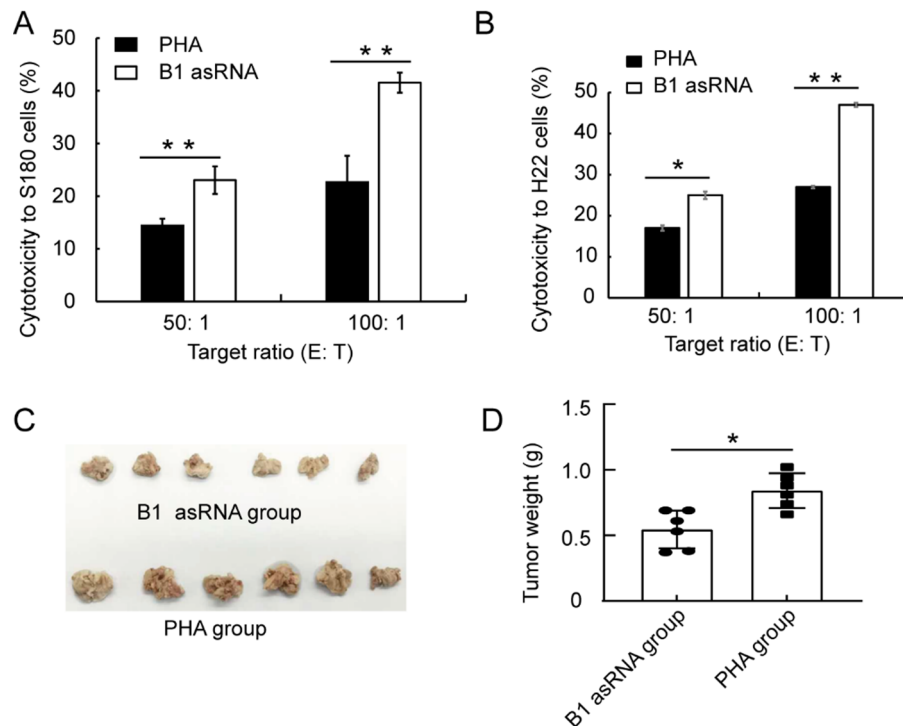 A
50
40
30
20
10
0
Cytotoxicity to S180 cells (%)
PHA
B1 asRNA
* *
* *
50: 1
100: 1
Target ratio (E: T)
B
50
40
30
20
10
0
Cytotoxicity to H22 cells (%)
PHA
B1 asRNA
*
* *
50: 1
100: 1
Target ratio (E: T)
C
B1 asRNA group
PHA group
D
1.5
1.0
0.5
0
Tumor weight (g)
*
B1 asRNA group
PHA group